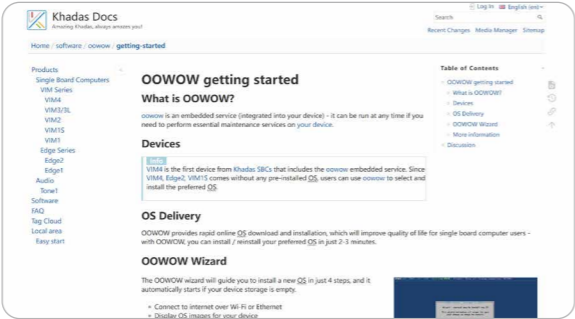 Khadas Docs
Amazing Khadas, always amazes you!
Log In English (en)
Search
Recent Changes Media Manager Sitemap
Home / software / oowow / getting-started
Products
Single Board Computers
VIM Series
VIM4
VIM3/3L
VIM2
VIM1S
VIM1
Edge Series
Edge2
Edge1
Audio
Tone1
Software
FAQ
Tag Cloud
Local area
Easy start
OOWOW getting started
What is OOWOW?
oowow is an embedded service (integrated into your device) - it can be run at any time if you
need to perform essential maintenance services on your device.
Devices
Info
VIM4 is the first device from Khadas SBCs that includes the oowow embedded service. Since
VIM4, Edge2, VIM1S comes without any pre-installed OS, users can use oowow to select and
install the preferred OS.
OS Delivery
OOWOW provides rapid online OS download and installation, which will improve quality of life for single board computer users -
with OOWOW, you can install / reinstall your preferred OS in just 2-3 minutes.
OOWOW Wizard
The OOWOW wizard will guide you to install a new OS in just 4 steps, and it
automatically starts if your device storage is empty.
Connect to internet over Wi-Fi or Ethernet
Display OS images for your device
Table of Contents
OOWOW getting started
What is OOWOW?
Devices
OS Delivery
OOWOW Wizard
More information
Discussion